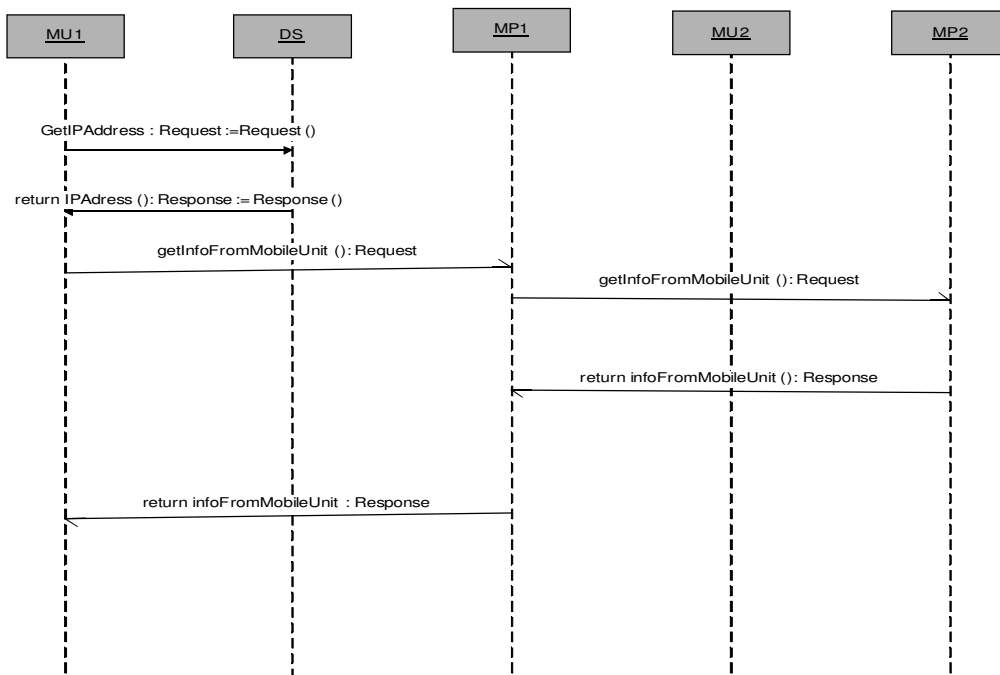 MU1
DS
MP1
MU2
MP2
GetIPAddress : Request :=Request ()
return IPAdress (): Response := Response ()
getInfoFromMobileUnit (): Request
getInfoFromMobileUnit (): Request
return infoFromMobileUnit (): Response
return infoFromMobileUnit : Response